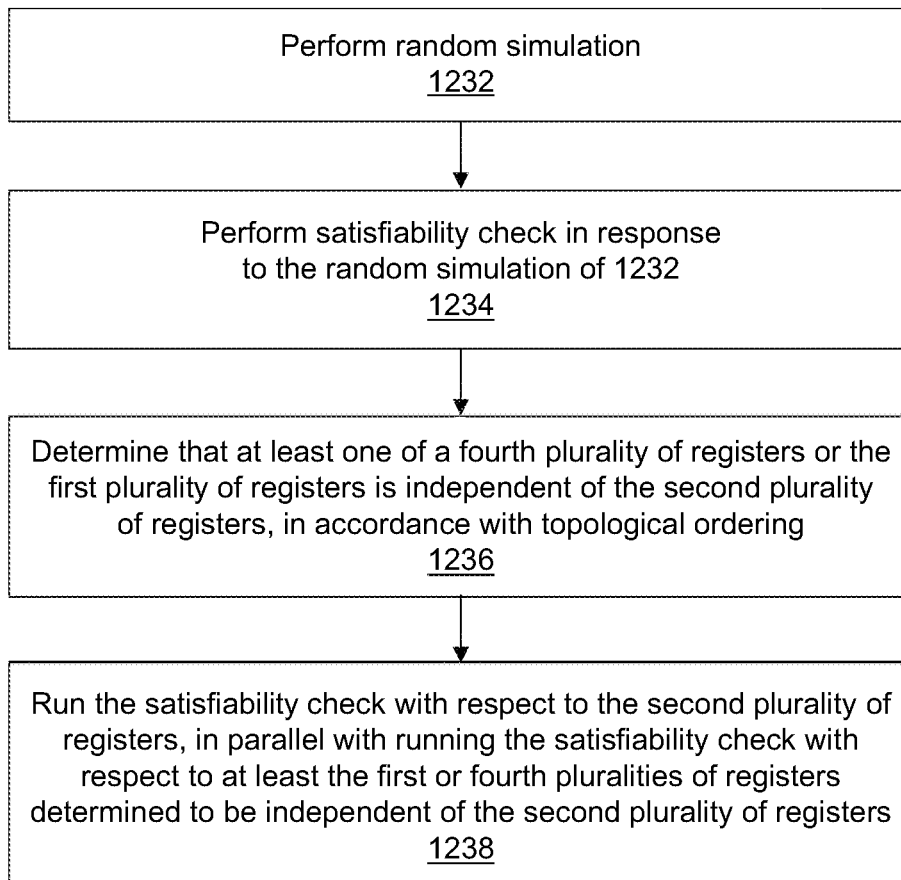 Perform random simulation
1232
Perform satisfiability check in response
to the random simulation of 1232
1234
Determine that at least one of a fourth plurality of registers or the
first plurality of registers is independent of the second plurality
of registers, in accordance with topological ordering
1236
Run the satisfiability check with respect to the second plurality of
registers, in parallel with running the satisfiability check with
respect to at least the first or fourth pluralities of registers
determined to be independent of the second plurality of registers
1238